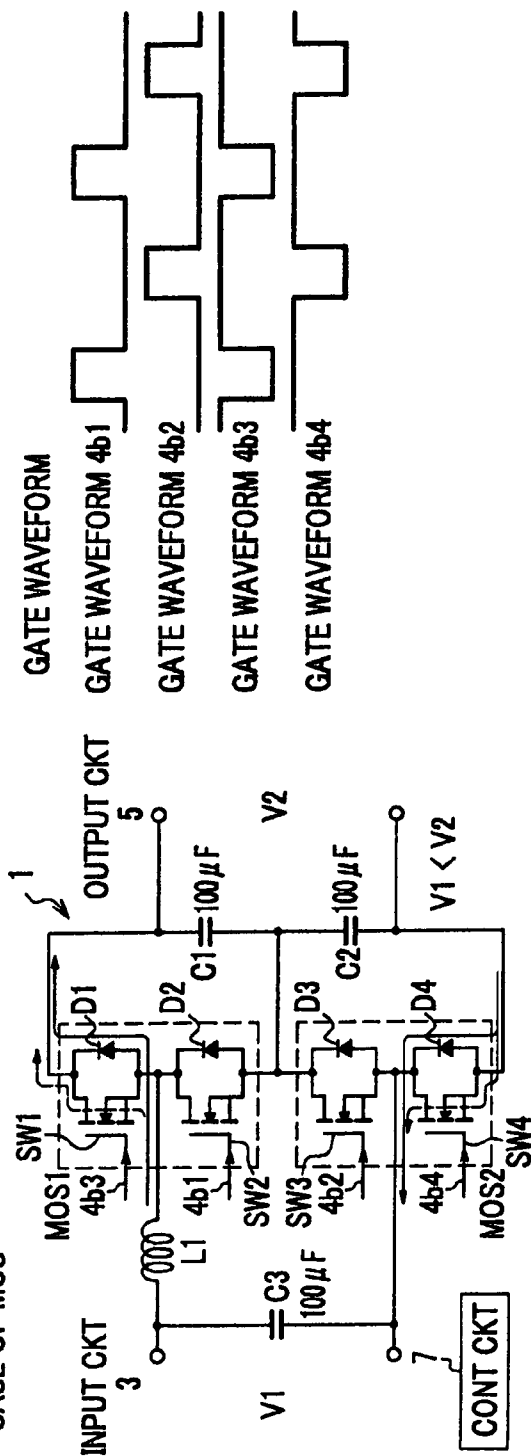 CASE OF MOS
INPUT CKT
3
V1
C3
100μF
7
CONT CKT
L1
SW1
MOS1
4b3
4b1
SW2
SW3
4b2
4b4
MOS2
SW4
D1
D2
D3
D4
1
OUTPUT CKT
5
C1
100μF
C2
100μF
V2
V1 < V2
GATE WAVEFORM
GATE WAVEFORM 4b1
GATE WAVEFORM 4b2
GATE WAVEFORM 4b3
GATE WAVEFORM 4b4